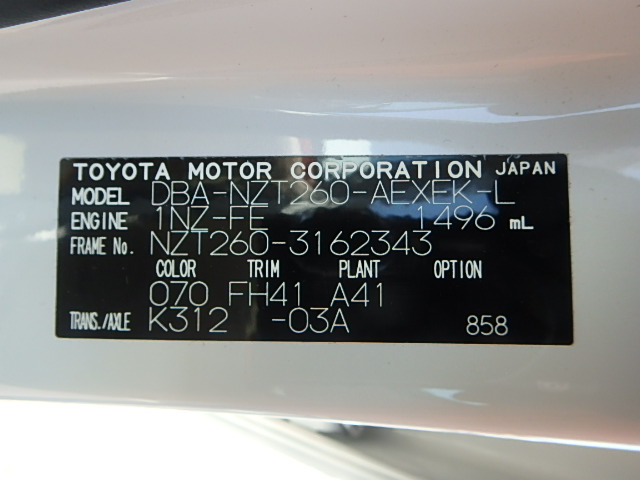 TOYOTA MOTOR CORPORATION JAPAN
MODEL DBA-NZT260-AEXEK-L
ENGINE 1NZ-FE 1496 mL
FRAME No. NZT260-3162343
COLOR TRIM PLANT OPTION
070 FH41 A41
TRANS./AXLE K312 -03A 858